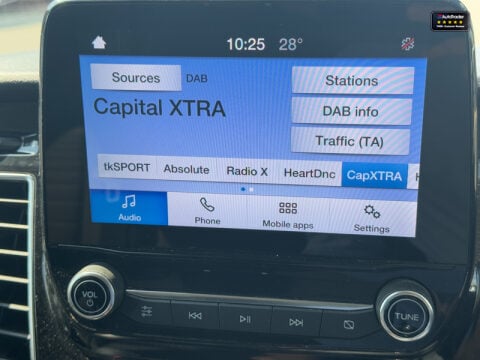 AutoTrader
10:25 28°
Sources DAB Stations
Capital XTRA
DAB info
Traffic (TA)
tkSPORT Absolute Radio X HeartDnc CapXTRA
Audio Phone Mobile apps Settings
VOL
TUNE